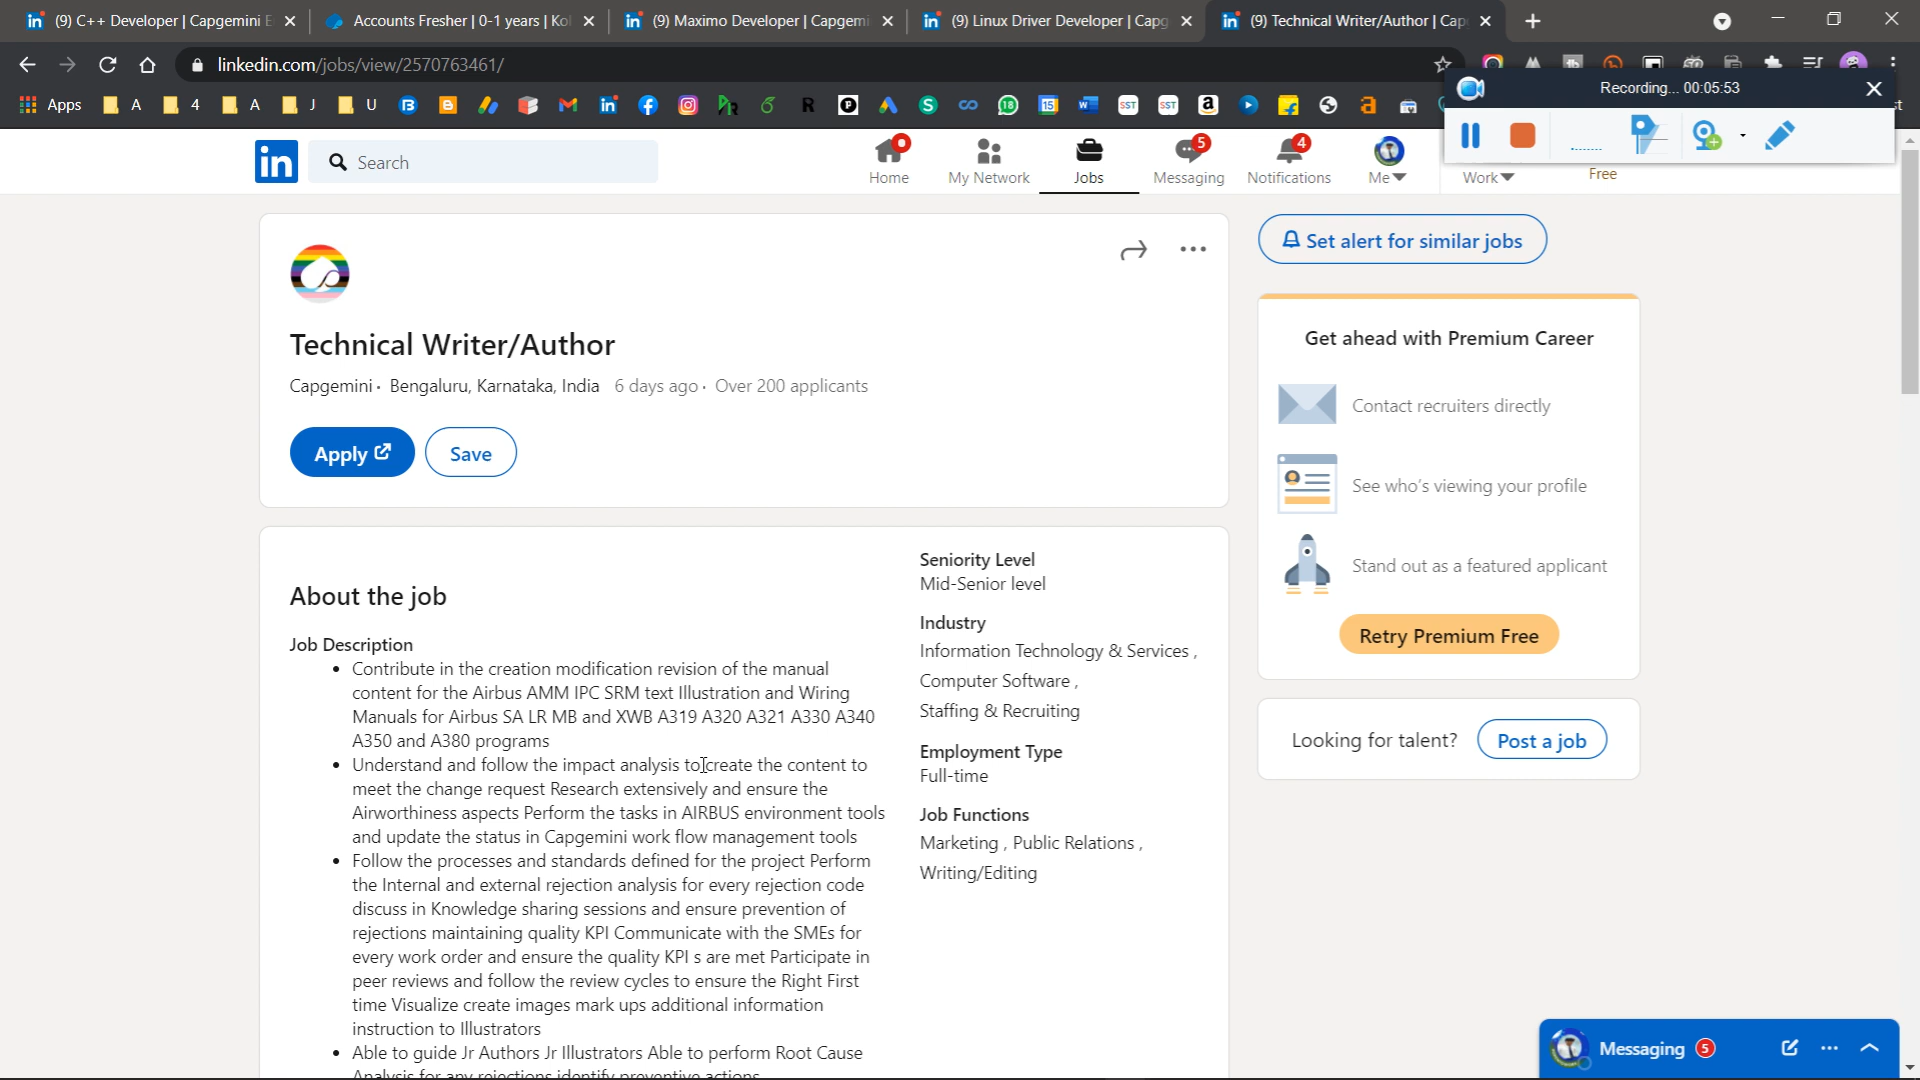 (9) C++ Developer | Capgemini E
Accounts Fresher | 0-1 years | Kol
(9) Maximo Developer | Capgemi
(9) Linux Driver Developer | Capg
(9) Technical Writer/Author | Cap
linkedin.com/jobs/view/2570763461/
Recording... 00:05:53
Apps
A
4
A
J
U
Search
Home
My Network
Jobs
5
Messaging
4
Notifications
Me
Work
Free
Technical Writer/Author
Capgemini · Bengaluru, Karnataka, India 6 days ago · Over 200 applicants
Apply
Save
Set alert for similar jobs
Get ahead with Premium Career
Contact recruiters directly
See who's viewing your profile
Stand out as a featured applicant
Retry Premium Free
Looking for talent?
Post a job
About the job
Job Description
• Contribute in the creation modification revision of the manual
content for the Airbus AMM IPC SRM text Illustration and Wiring
Manuals for Airbus SA LR MB and XWB A319 A320 A321 A330 A340
A350 and A380 programs
• Understand and follow the impact analysis to create the content to
meet the change request Research extensively and ensure the
Airworthiness aspects Perform the tasks in AIRBUS environment tools
and update the status in Capgemini work flow management tools
• Follow the processes and standards defined for the project Perform
the Internal and external rejection analysis for every rejection code
discuss in Knowledge sharing sessions and ensure prevention of
rejections maintaining quality KPI Communicate with the SMEs for
every work order and ensure the quality KPI s are met Participate in
peer reviews and follow the review cycles to ensure the Right First
time Visualize create images mark ups additional information
instruction to Illustrators
• Able to guide Jr Authors Jr Illustrators Able to perform Root Cause
Analysis for any rejections identify preventive actions
Seniority Level
Mid-Senior level
Industry
Information Technology & Services ,
Computer Software ,
Staffing & Recruiting
Employment Type
Full-time
Job Functions
Marketing , Public Relations ,
Writing/Editing
Messaging 5